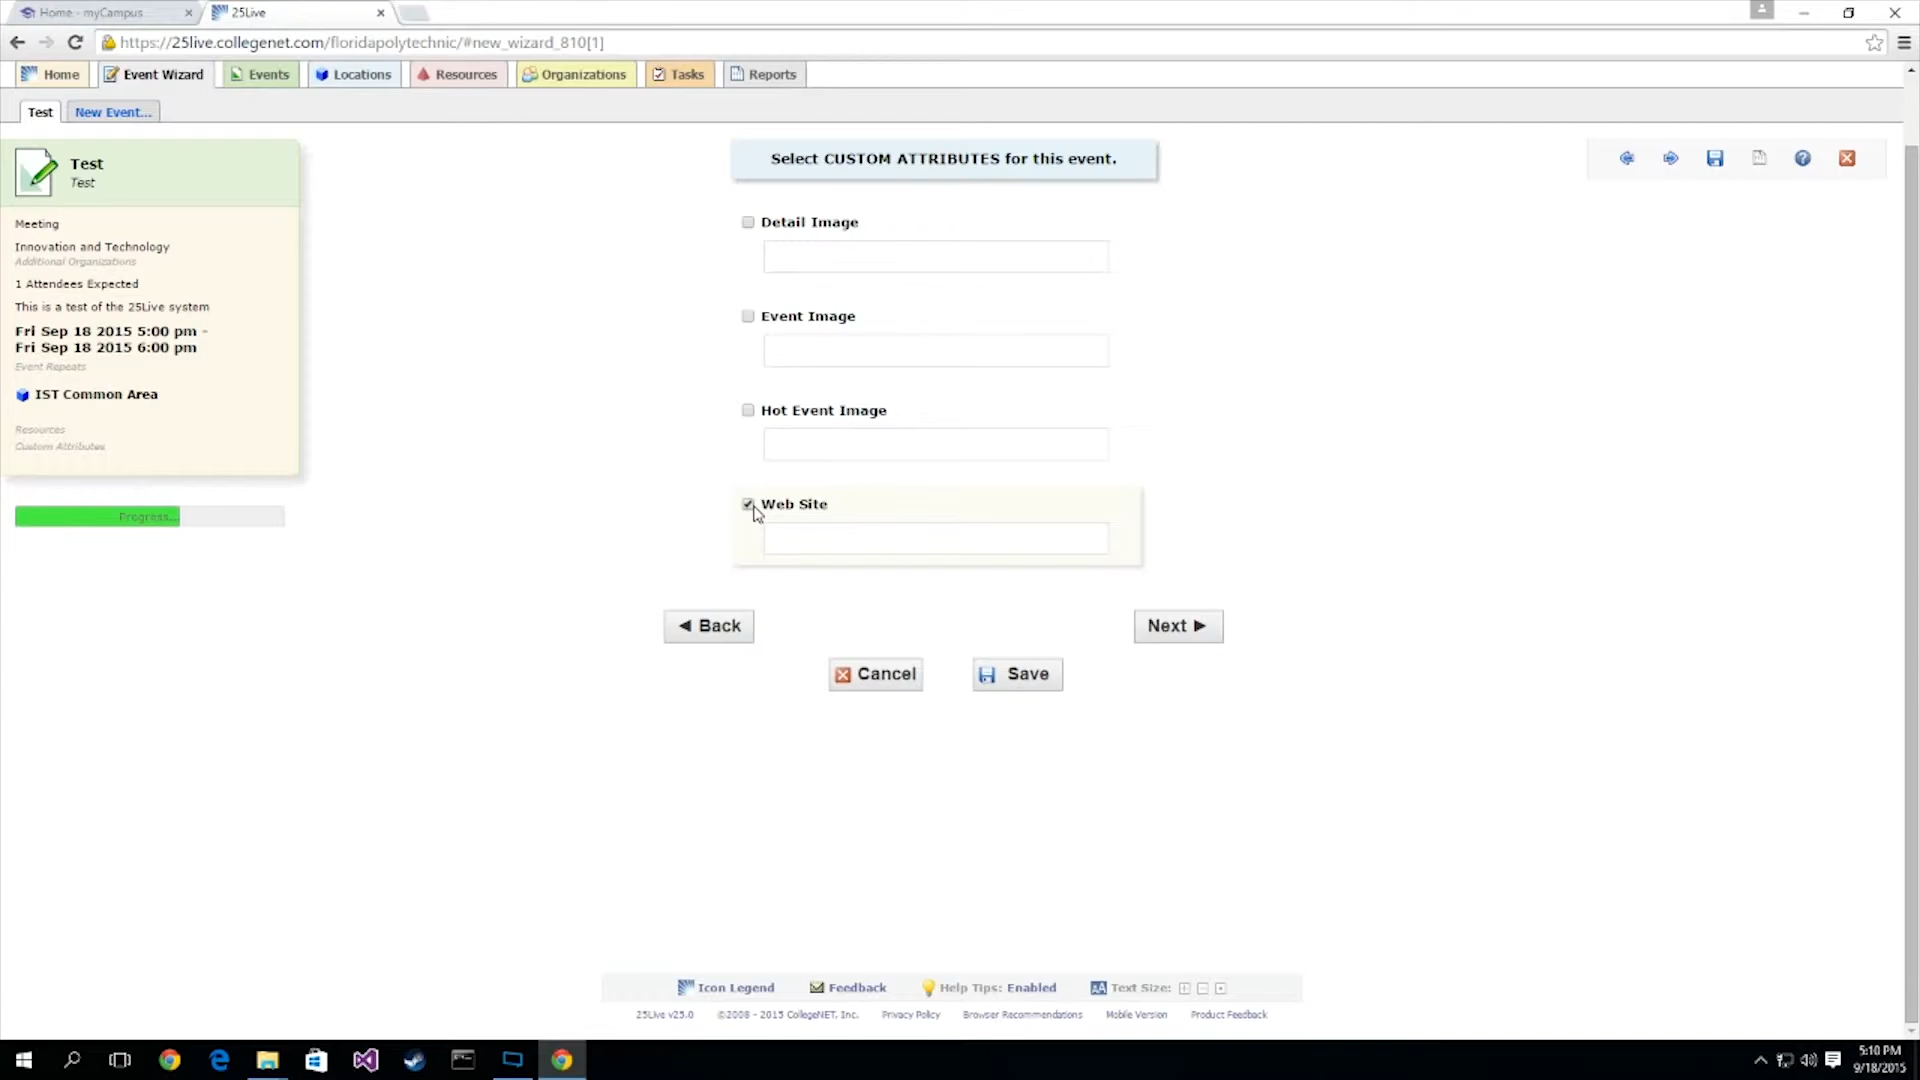 Home - myCampus
25Live
https://25live.collegenet.com/floridapolytechnic/#new_wizard_810[1]
Home
Event Wizard
Events
Locations
Resources
Organizations
Tasks
Reports
Test
New Event...
Test
Test
Meeting
Innovation and Technology
Additional Organizations
1 Attendees Expected
This is a test of the 25Live system
Fri Sep 18 2015 5:00 pm -
Fri Sep 18 2015 6:00 pm
Event Repeats
IST Common Area
Resources
Custom Attributes
Progress...
Select CUSTOM ATTRIBUTES for this event.
Detail Image
Event Image
Hot Event Image
Web Site
Back
Next
Cancel
Save
Icon Legend
Feedback
Help Tips: Enabled
AA Text Size:
25Live v25.0
©2008 - 2015 CollegeNET, Inc.
Privacy Policy
Browser Recommendations
Mobile Version
Product Feedback
5:10 PM
9/18/2015